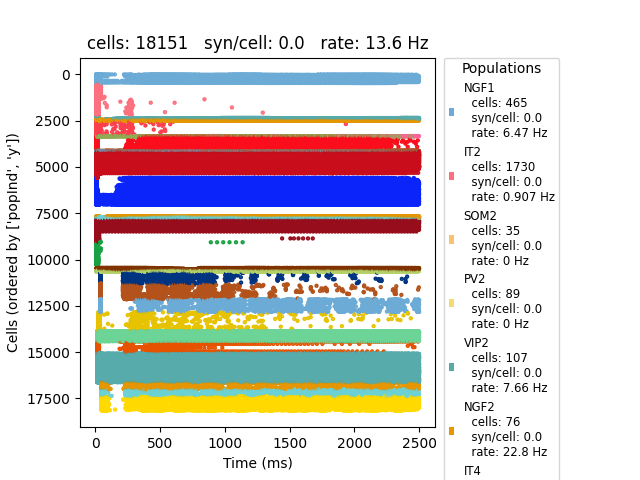 cells: 18151   syn/cell: 0.0   rate: 13.6 Hz
Cells (ordered by ['popInd', 'y'])
0
2500
5000
7500
10000
12500
15000
17500
0
500
1000
1500
2000
2500
Time (ms)
Populations
NGF1
cells: 465
syn/cell: 0.0
rate: 6.47 Hz
IT2
cells: 1730
syn/cell: 0.0
rate: 0.907 Hz
SOM2
cells: 35
syn/cell: 0.0
rate: 0 Hz
PV2
cells: 89
syn/cell: 0.0
rate: 0 Hz
VIP2
cells: 107
syn/cell: 0.0
rate: 7.66 Hz
NGF2
cells: 76
syn/cell: 0.0
rate: 22.8 Hz
IT4